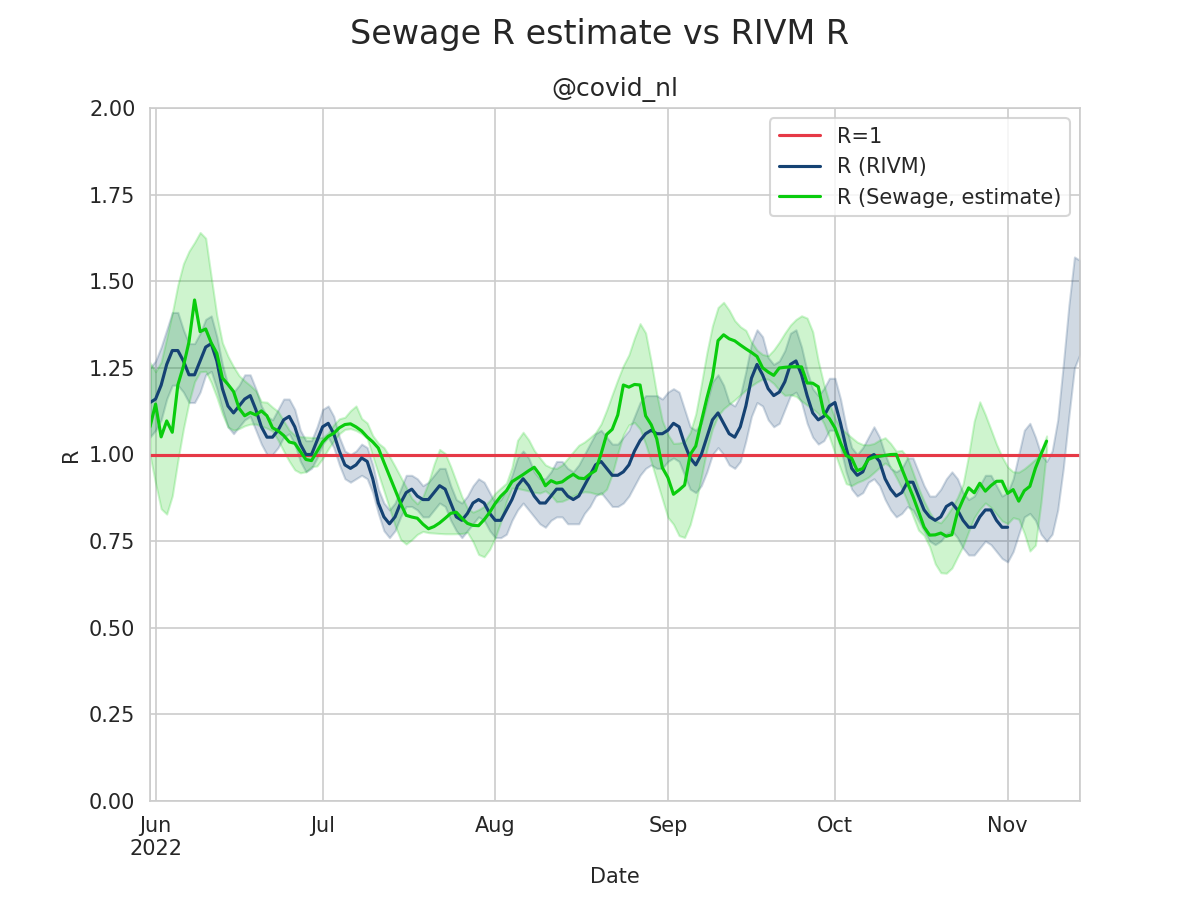 Sewage R estimate vs RIVM R
@covid_nl
2.00
1.75
1.50
1.25
1.00
0.75
0.50
0.25
0.00
R
R=1
R (RIVM)
R (Sewage, estimate)
Jun Jul Aug Sep Oct Nov
2022
Date